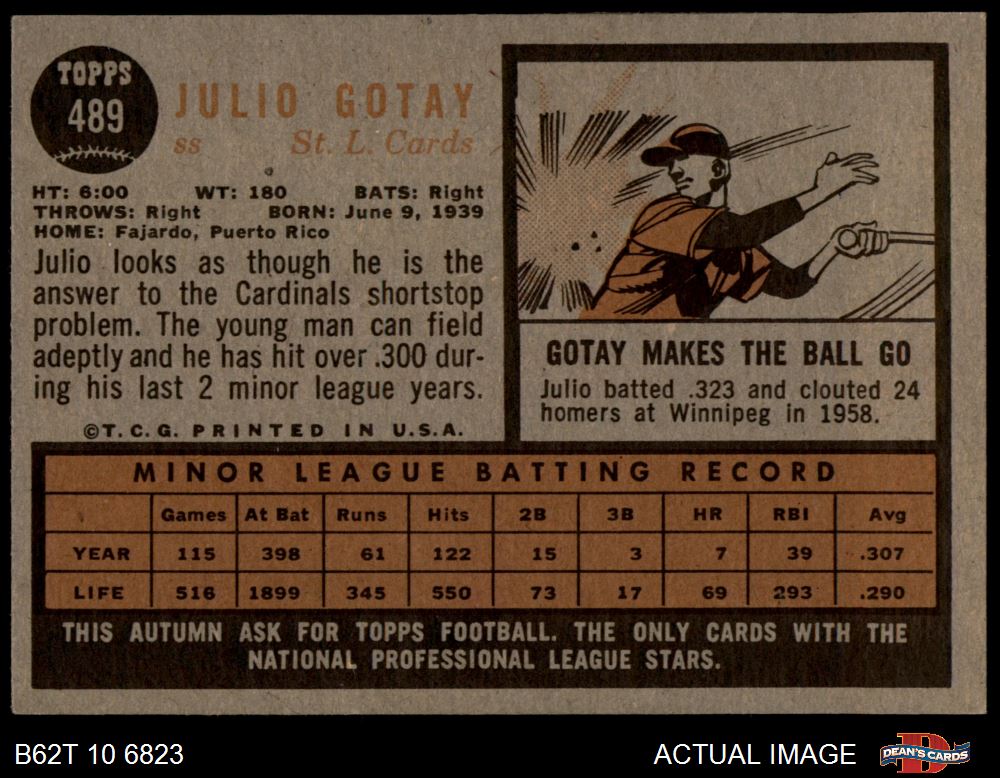 TOPPS
489
JULIO GOTAY
ss St. L. Cards
HT: 6:00 WT: 180 BATS: Right
THROWS: Right BORN: June 9, 1939
HOME: Fajardo, Puerto Rico
Julio looks as though he is the
answer to the Cardinals shortstop
problem. The young man can field
adeptly and he has hit over .300 dur-
ing his last 2 minor league years.
©T.C.G. PRINTED IN U.S.A.
GOTAY MAKES THE BALL GO
Julio batted .323 and clouted 24
homers at Winnipeg in 1958.
MINOR LEAGUE BATTING RECORD
Games At Bat Runs Hits 2B 3B HR RBI Avg
YEAR 115 398 61 122 15 3 7 39 .307
LIFE 516 1899 345 550 73 17 69 293 .290
THIS AUTUMN ASK FOR TOPPS FOOTBALL. THE ONLY CARDS WITH THE
NATIONAL PROFESSIONAL LEAGUE STARS.
B62T 10 6823 ACTUAL IMAGE DEAN'S CARDS